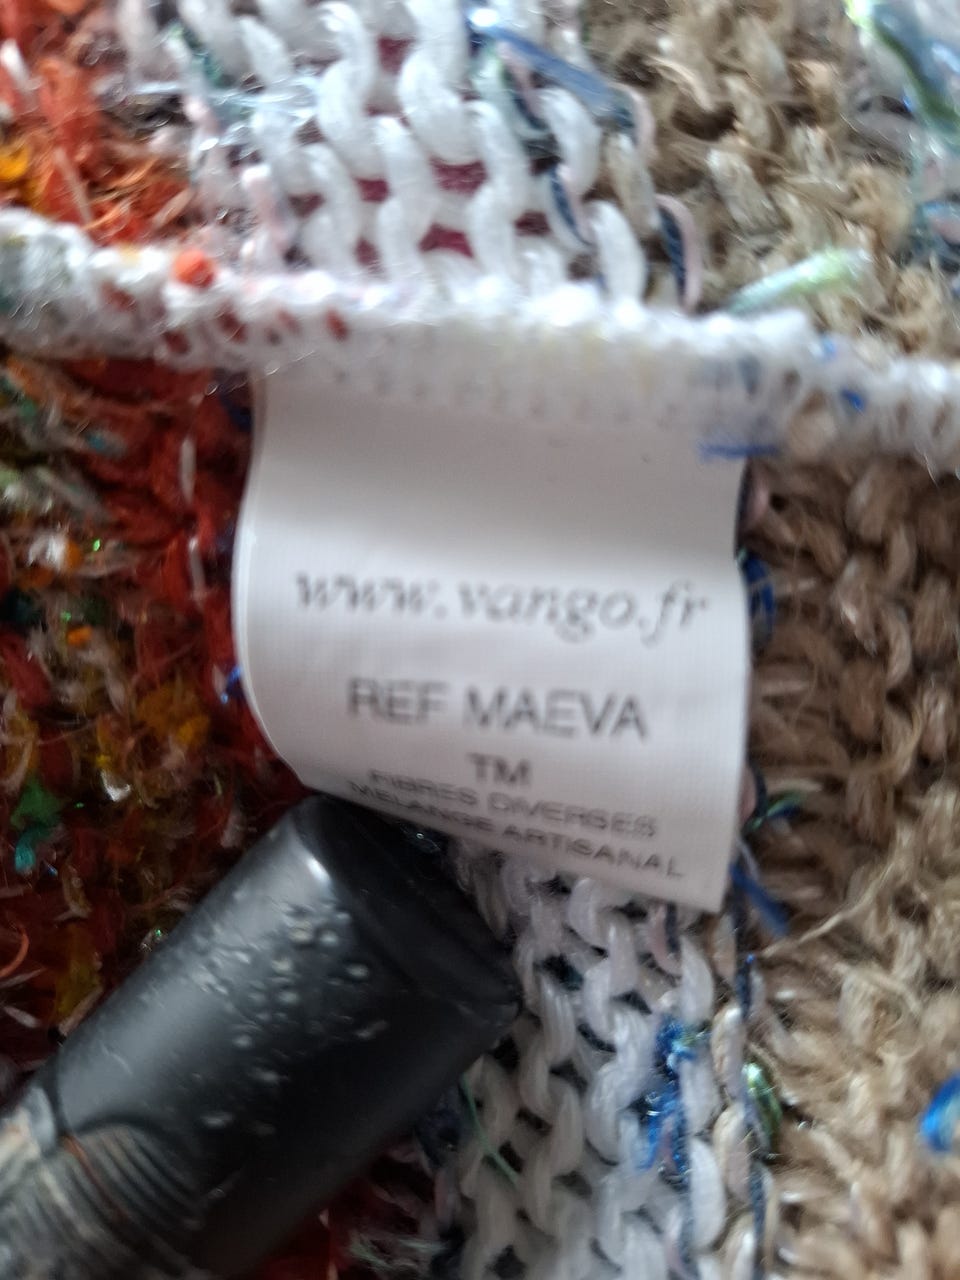 www.vango.fr
REF MAEVA
TM
FIBRES DIVERSES
MELANGE ARTISANAL